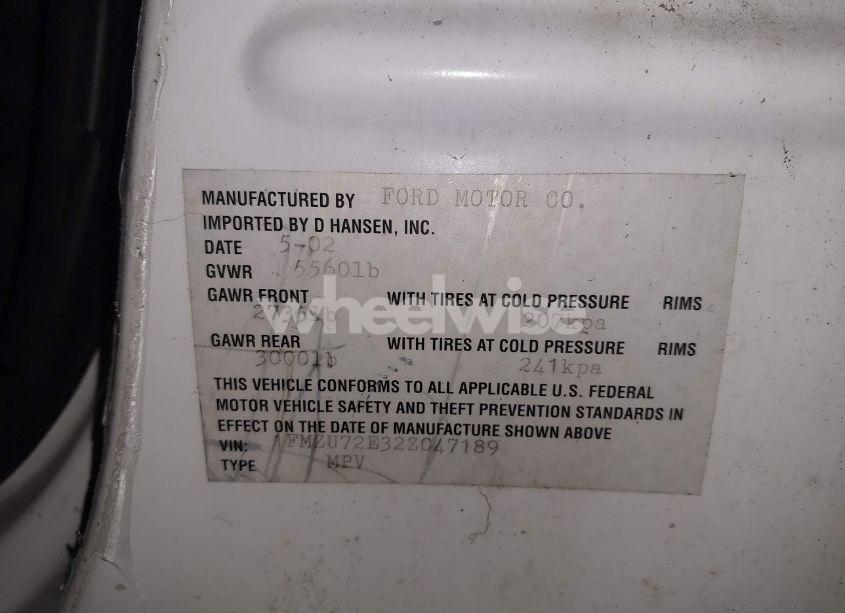 MANUFACTURED BY FORD MOTOR CO.
IMPORTED BY D HANSEN, INC.
DATE 5-02
GVWR 5560lb
GAWR FRONT WITH TIRES AT COLD PRESSURE RIMS
207kpa
wheelwise
GAWR REAR WITH TIRES AT COLD PRESSURE RIMS
3000lb 241kpa
THIS VEHICLE CONFORMS TO ALL APPLICABLE U.S. FEDERAL
MOTOR VEHICLE SAFETY AND THEFT PREVENTION STANDARDS IN
EFFECT ON THE DATE OF MANUFACTURE SHOWN ABOVE
VIN: 1FMZU72E32ZC47189
TYPE MPV